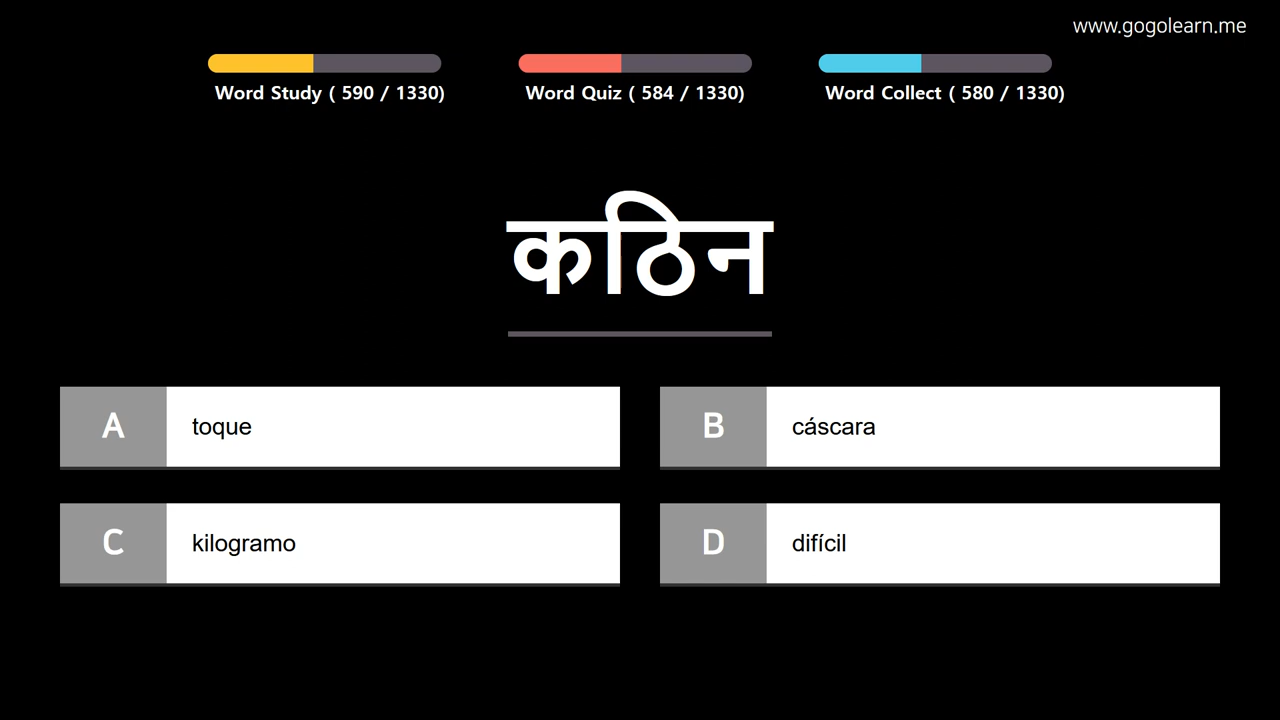 www.gogolearn.me
Word Study ( 590 / 1330)
Word Quiz ( 584 / 1330)
Word Collect ( 580 / 1330)
कठिन
A toque
B cáscara
C kilogramo
D difícil